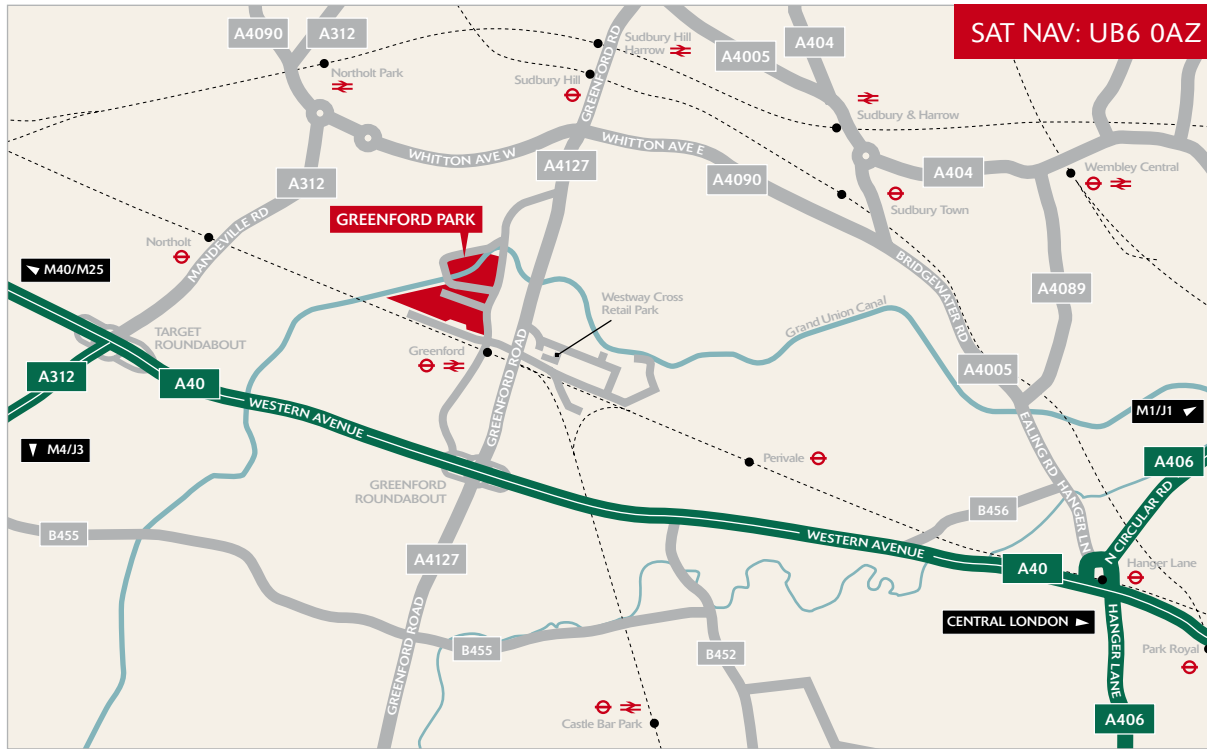 SAT NAV: UB6 0AZ
A4090
A312
Northolt Park
Sudbury Hill
GREENFORD RD
Sudbury Hill
Harrow
A4005
A404
Sudbury & Harrow
WHITTON AVE W
WHITTON AVE E
A4127
A4090
A404
Wembley Central
Sudbury Town
A312
MANDEVILLE RD
Northolt
GREENFORD PARK
M40/M25
TARGET
ROUNDABOUT
A312
A40
M4/J3
WESTERN AVENUE
Greenford
GREENFORD ROAD
Westway Cross
Retail Park
Grand Union Canal
BRIDGEWATER RD
A4089
A4005
M1/J1
EALING RD
HANGER LN
A406
N CIRCULAR RD
Perivale
GREENFORD
ROUNDABOUT
B455
A4127
B456
WESTERN AVENUE
A40
Hanger Lane
CENTRAL LONDON
HANGER LANE
Park Royal
GREENFORD ROAD
B455
B452
Castle Bar Park
A406